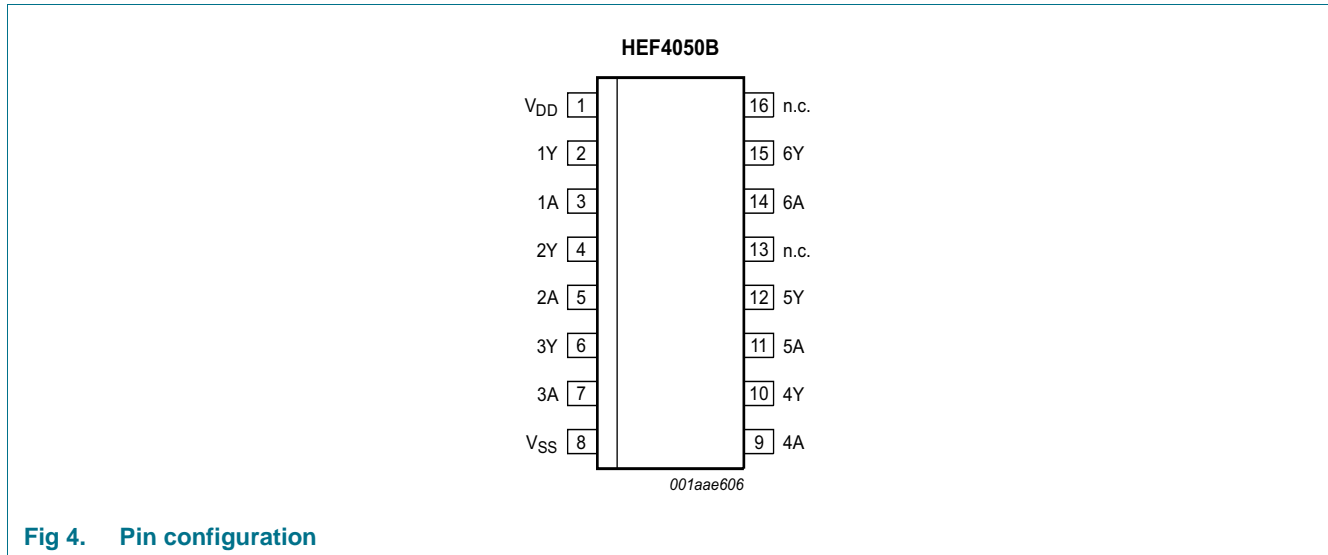 HEF4050B
VDD 1 16 n.c.
1Y 2 15 6Y
1A 3 14 6A
2Y 4 13 n.c.
2A 5 12 5Y
3Y 6 11 5A
3A 7 10 4Y
VSS 8 9 4A
001aae606
Fig 4. Pin configuration